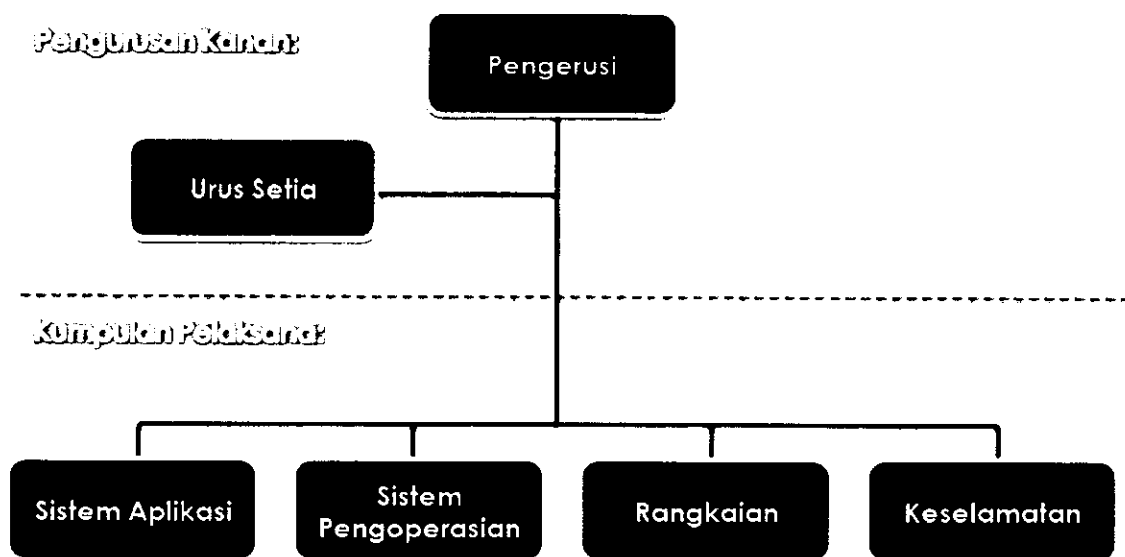 Pengurusan Kanan:
Pengerusi
Urus Setia
Kumpulan Pelaksana:
Sistem Aplikasi
Sistem
Pengoperasian
Rangkaian
Keselamatan